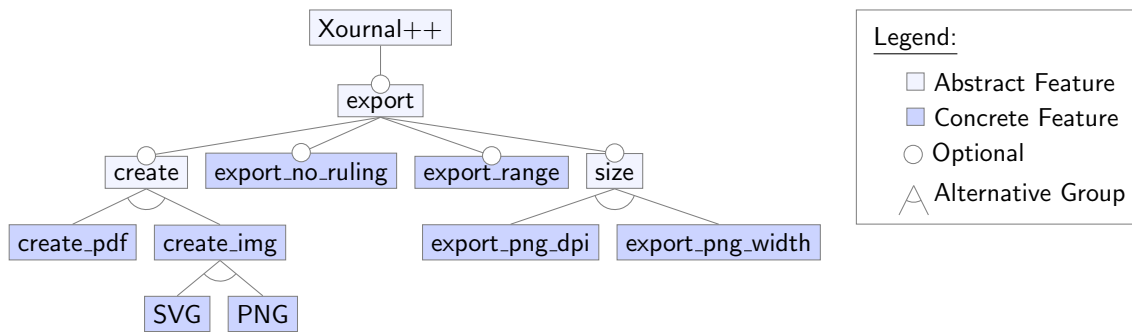 Xournal++
export
create
export_no_ruling
export_range
size
create_pdf
create_img
export_png_dpi
export_png_width
SVG
PNG
Legend:
Abstract Feature
Concrete Feature
Optional
Alternative Group